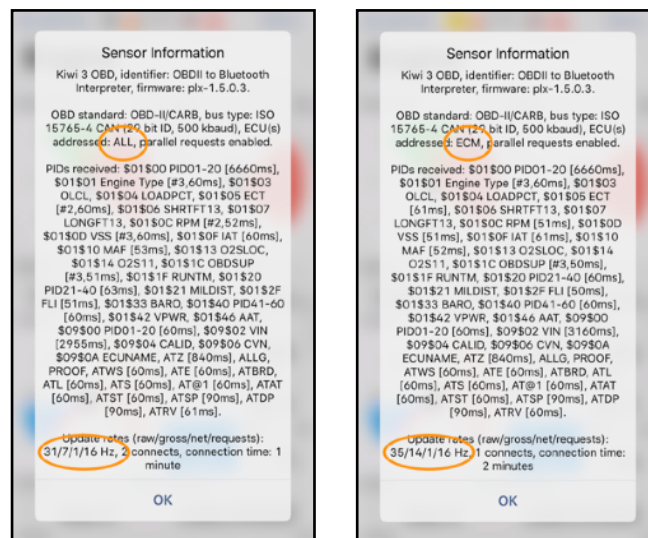 Sensor Information
Kiwi 3 OBD, identifier: OBDII to Bluetooth
Interpreter, firmware: plx-1.5.0.3.
OBD standard: OBD-II/CARB, bus type: ISO
15765-4 CAN (29 bit ID, 500 kbaud), ECU(s)
addressed: ALL, parallel requests enabled.
PIDs received: $01$00 PID01-20 [6660ms],
$01$01 Engine Type [#3,60ms], $01$03
OLCL, $01$04 LOADPCT, $01$05 ECT
[#2,60ms], $01$06 SHRTFT13, $01$07
LONGFT13, $01$0C RPM [#2,52ms],
$01$0D VSS [#3,60ms], $01$0F IAT [60ms],
$01$10 MAF [53ms], $01$13 O2SLOC,
$01$14 O2S11, $01$1C OBDSUP
[#3,51ms], $01$1F RUNTM, $01$20
PID21-40 [63ms], $01$21 MILDIST, $01$2F
FLI [51ms], $01$33 BARO, $01$40 PID41-60
[60ms], $01$42 VPWR, $01$46 AAT,
$09$00 PID01-20 [60ms], $09$02 VIN
[2955ms], $09$04 CALID, $09$06 CVN,
$09$0A ECUNAME, ATZ [840ms], ALLG,
PROOF, ATWS [60ms], ATE [60ms], ATBRD,
ATL [60ms], ATS [60ms], AT@1 [60ms], ATAT
[60ms], ATST [60ms], ATSP [90ms], ATDP
[90ms], ATRV [61ms].
Update rates (raw/gross/net/requests):
31/7/1/16 Hz, 2 connects, connection time: 1
minute
OK
Sensor Information
Kiwi 3 OBD, identifier: OBDII to Bluetooth
Interpreter, firmware: plx-1.5.0.3.
OBD standard: OBD-II/CARB, bus type: ISO
15765-4 CAN (29 bit ID, 500 kbaud), ECU(s)
addressed: ECM, parallel requests enabled.
PIDs received: $01$00 PID01-20 [6660ms],
$01$01 Engine Type [#3,60ms], $01$03
OLCL, $01$04 LOADPCT, $01$05 ECT
[61ms], $01$06 SHRTFT13, $01$07
LONGFT13, $01$0C RPM [51ms], $01$0D
VSS [51ms], $01$0F IAT [61ms], $01$10
MAF [52ms], $01$13 O2SLOC, $01$14
O2S11, $01$1C OBDSUP [#3,50ms],
$01$1F RUNTM, $01$20 PID21-40 [60ms],
$01$21 MILDIST, $01$2F FLI [50ms],
$01$33 BARO, $01$40 PID41-60 [60ms],
$01$42 VPWR, $01$46 AAT, $09$00
PID01-20 [60ms], $09$02 VIN [3160ms],
$09$04 CALID, $09$06 CVN, $09$0A
ECUNAME, ATZ [840ms], ALLG, PROOF,
ATWS [60ms], ATE [60ms], ATBRD, ATL
[60ms], ATS [60ms], AT@1 [60ms], ATAT
[60ms], ATST [60ms], ATSP [90ms], ATDP
[90ms], ATRV [60ms].
Update rates (raw/gross/net/requests):
35/14/1/16 Hz, 1 connects, connection time:
2 minutes
OK